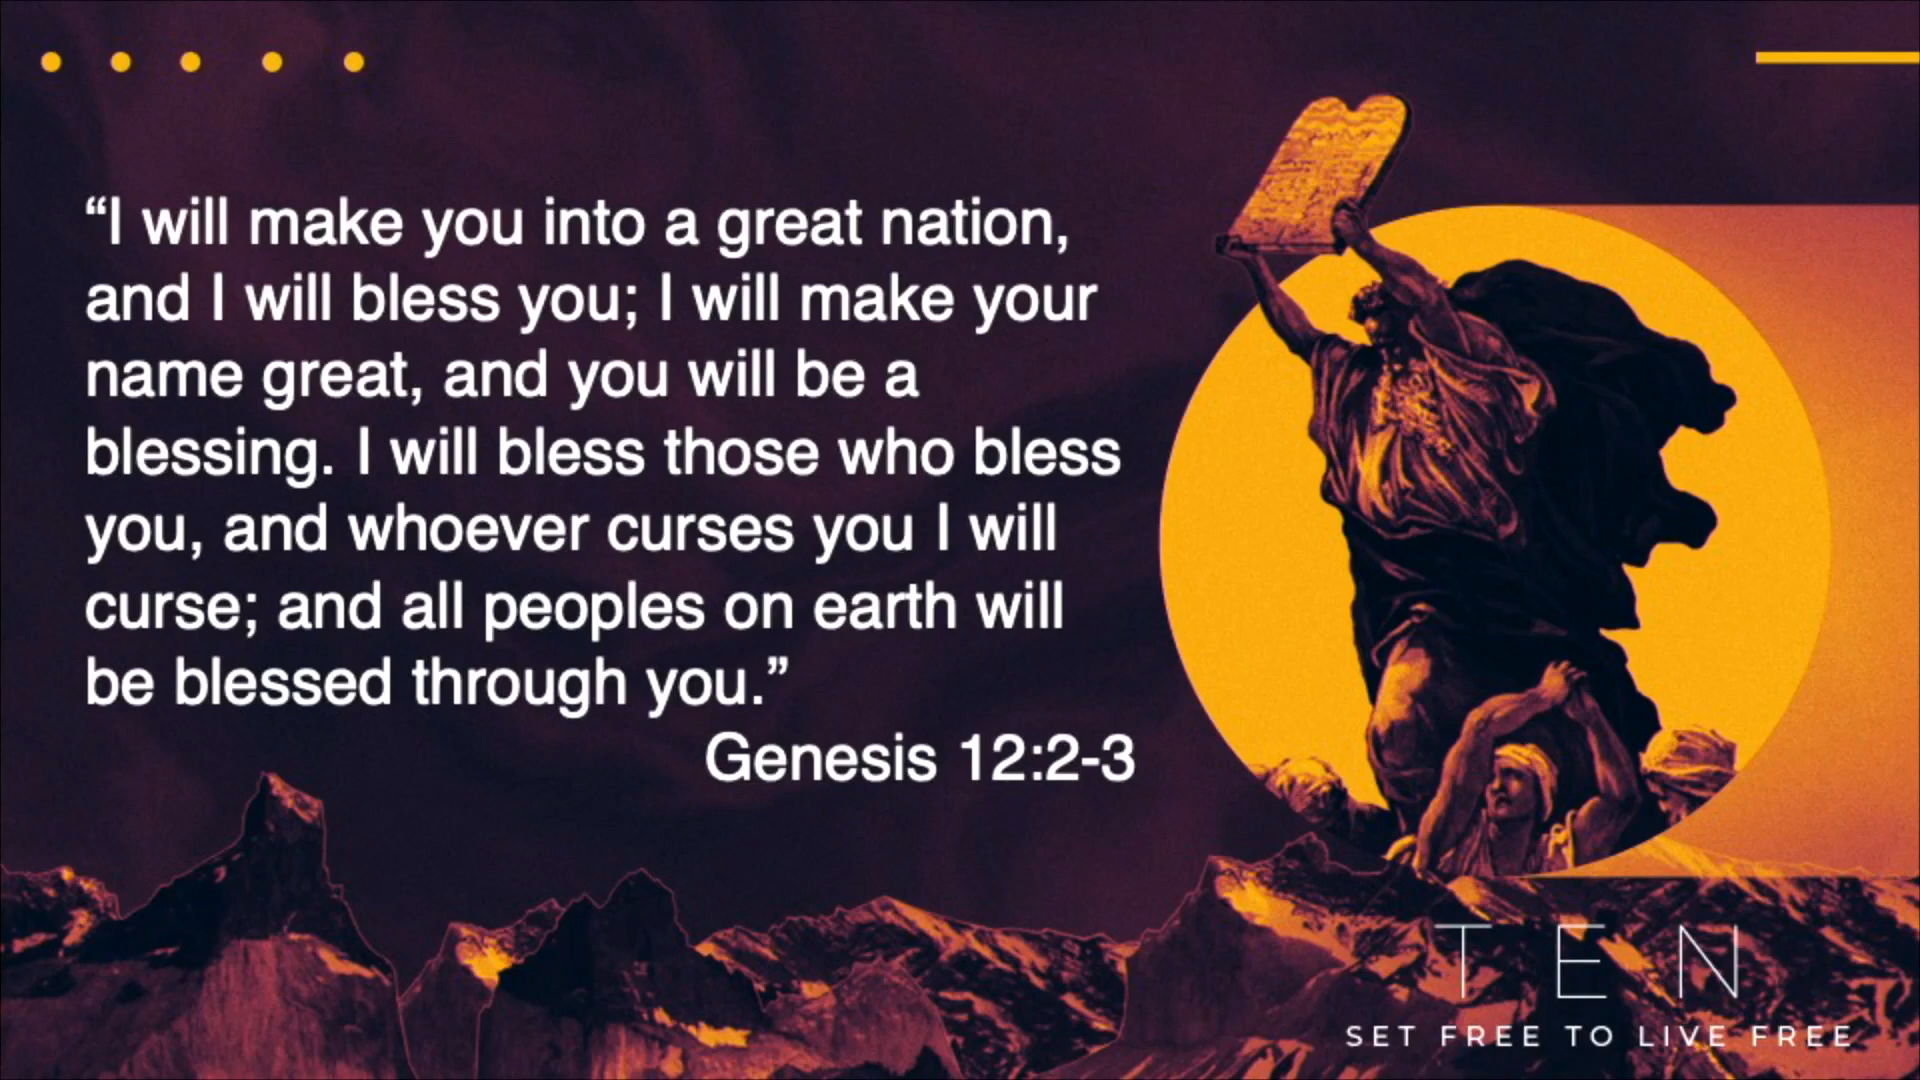 “I will make you into a great nation,
and I will bless you; I will make your
name great, and you will be a
blessing. I will bless those who bless
you, and whoever curses you I will
curse; and all peoples on earth will
be blessed through you.”
Genesis 12:2-3
TEN
SET FREE TO LIVE FREE